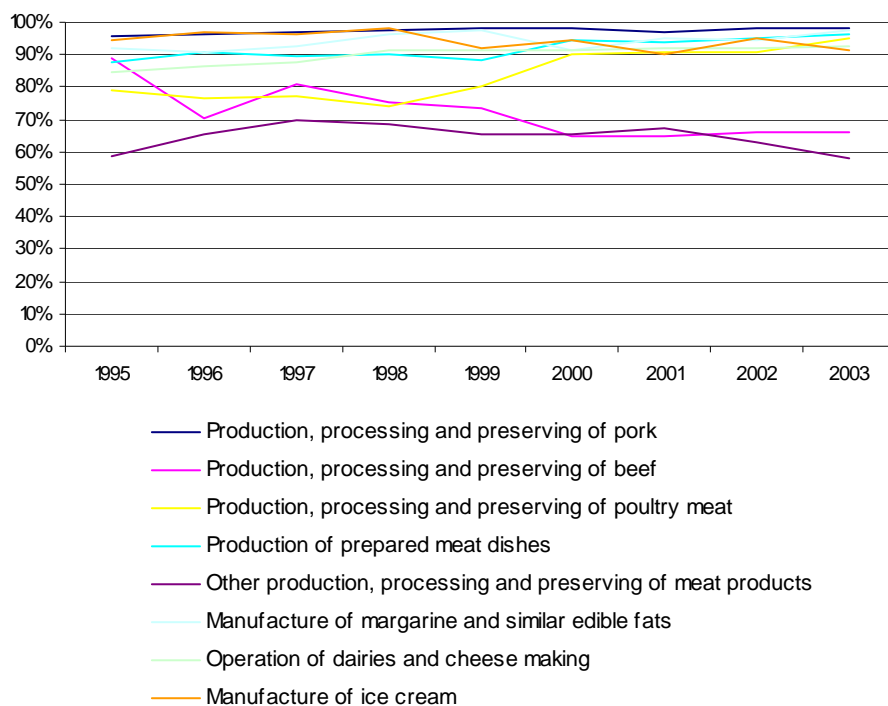 100%
90%
80%
70%
60%
50%
40%
30%
20%
10%
0%
1995 1996 1997 1998 1999 2000 2001 2002 2003
Production, processing and preserving of pork
Production, processing and preserving of beef
Production, processing and preserving of poultry meat
Production of prepared meat dishes
Other production, processing and preserving of meat products
Manufacture of margarine and similar edible fats
Operation of dairies and cheese making
Manufacture of ice cream